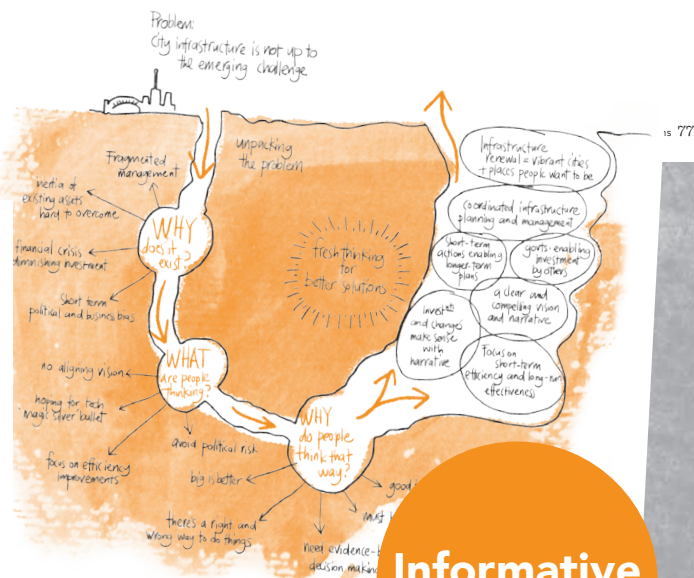 Problem:
City infrastructure is not up to
the emerging challenge
77
unpacking
the problem
Fragmented
management
inertia of
existing assets
hard to overcome
WHY
does it
exist?
financial crisis
diminishing investment
short term
political and business bias
fresh thinking
for
better solutions
Infrastructure
renewal = vibrant cities
+ places people want to be
coordinated infrastructure
planning and management
short-term
actions enabling
longer-term
plans
govts. enabling
investment
by others
a clear and
compelling vision
and narrative
and changes
make sense
with
narrative
Focus on
short-term
efficiency and long-run
effectiveness
WHAT
are people
thinking?
no aligning vision
hoping for tech
'magic silver bullet'
focus on efficiency
improvements
avoid political risk
WHY
do people
think that
way?
big is better
there's a right and
wrong way to do things
need
decision making
must
Informative